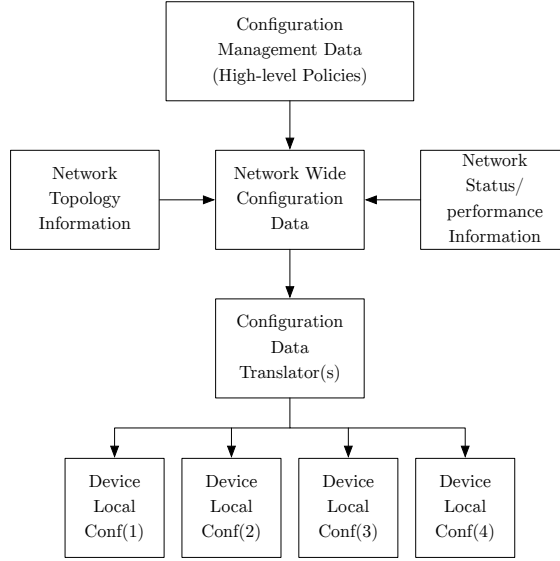 Configuration
Management Data
(High-level Policies)
Network
Topology
Information
Network Wide
Configuration
Data
Network
Status/
performance
Information
Configuration
Data
Translator(s)
Device
Local
Conf(1)
Device
Local
Conf(2)
Device
Local
Conf(3)
Device
Local
Conf(4)